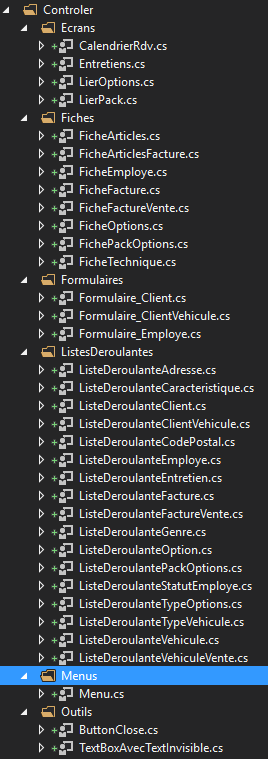 Controler
Ecrans
CalendrierRdv.cs
Entretiens.cs
LierOptions.cs
LierPack.cs
Fiches
FicheArticles.cs
FicheArticlesFacture.cs
FicheEmploye.cs
FicheFacture.cs
FicheFactureVente.cs
FicheOptions.cs
FichePackOptions.cs
FicheTechnique.cs
Formulaires
Formulaire_Client.cs
Formulaire_ClientVehicule.cs
Formulaire_Employe.cs
ListesDeroulantes
ListeDeroulanteAdresse.cs
ListeDeroulanteCaracteristique.cs
ListeDeroulanteClient.cs
ListeDeroulanteClientVehicule.cs
ListeDeroulanteCodePostal.cs
ListeDeroulanteEmploye.cs
ListeDeroulanteEntretien.cs
ListeDeroulanteFacture.cs
ListeDeroulanteFactureVente.cs
ListeDeroulanteGenre.cs
ListeDeroulanteOption.cs
ListeDeroulantePackOptions.cs
ListeDeroulanteStatutEmploye.cs
ListeDeroulanteTypeOptions.cs
ListeDeroulanteTypeVehicule.cs
ListeDeroulanteVehicule.cs
ListeDeroulanteVehiculeVente.cs
Menus
Menu.cs
Outils
ButtonClose.cs
TextBoxAvecTextInvisible.cs